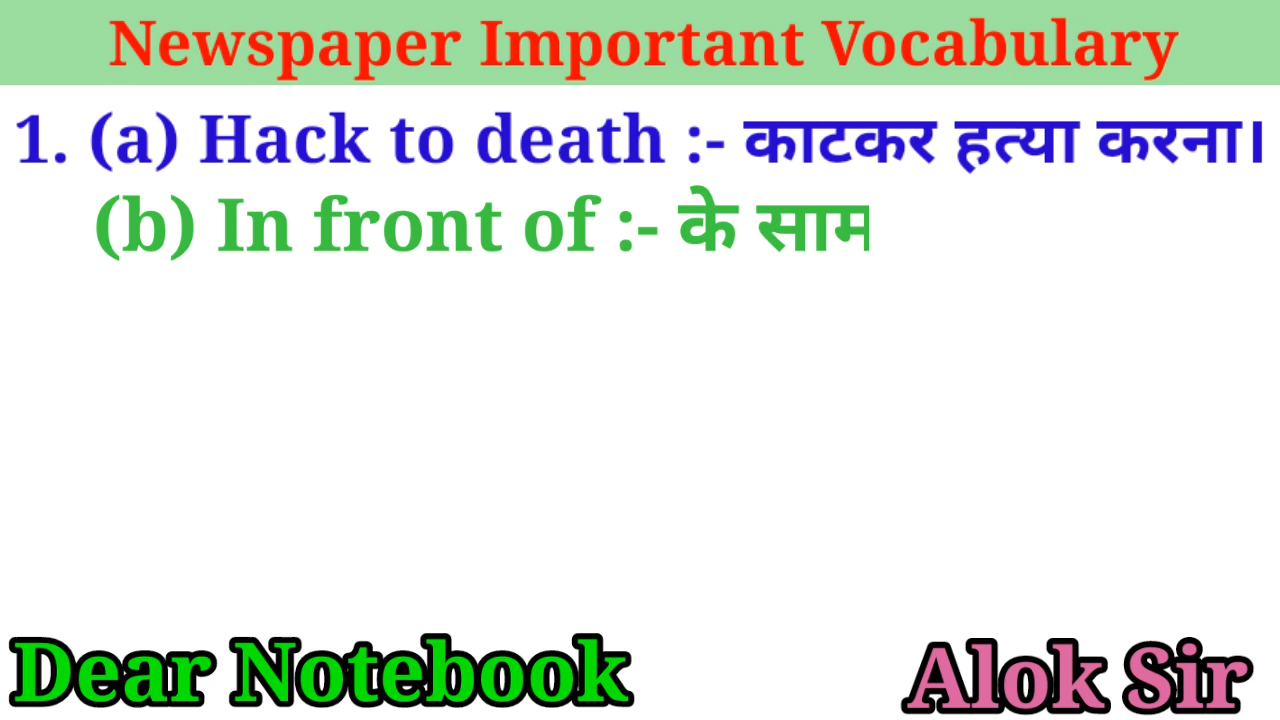 Newspaper Important Vocabulary
1. (a) Hack to death :- काटकर हत्या करना।
(b) In front of :- के साम
Dear Notebook
Alok Sir